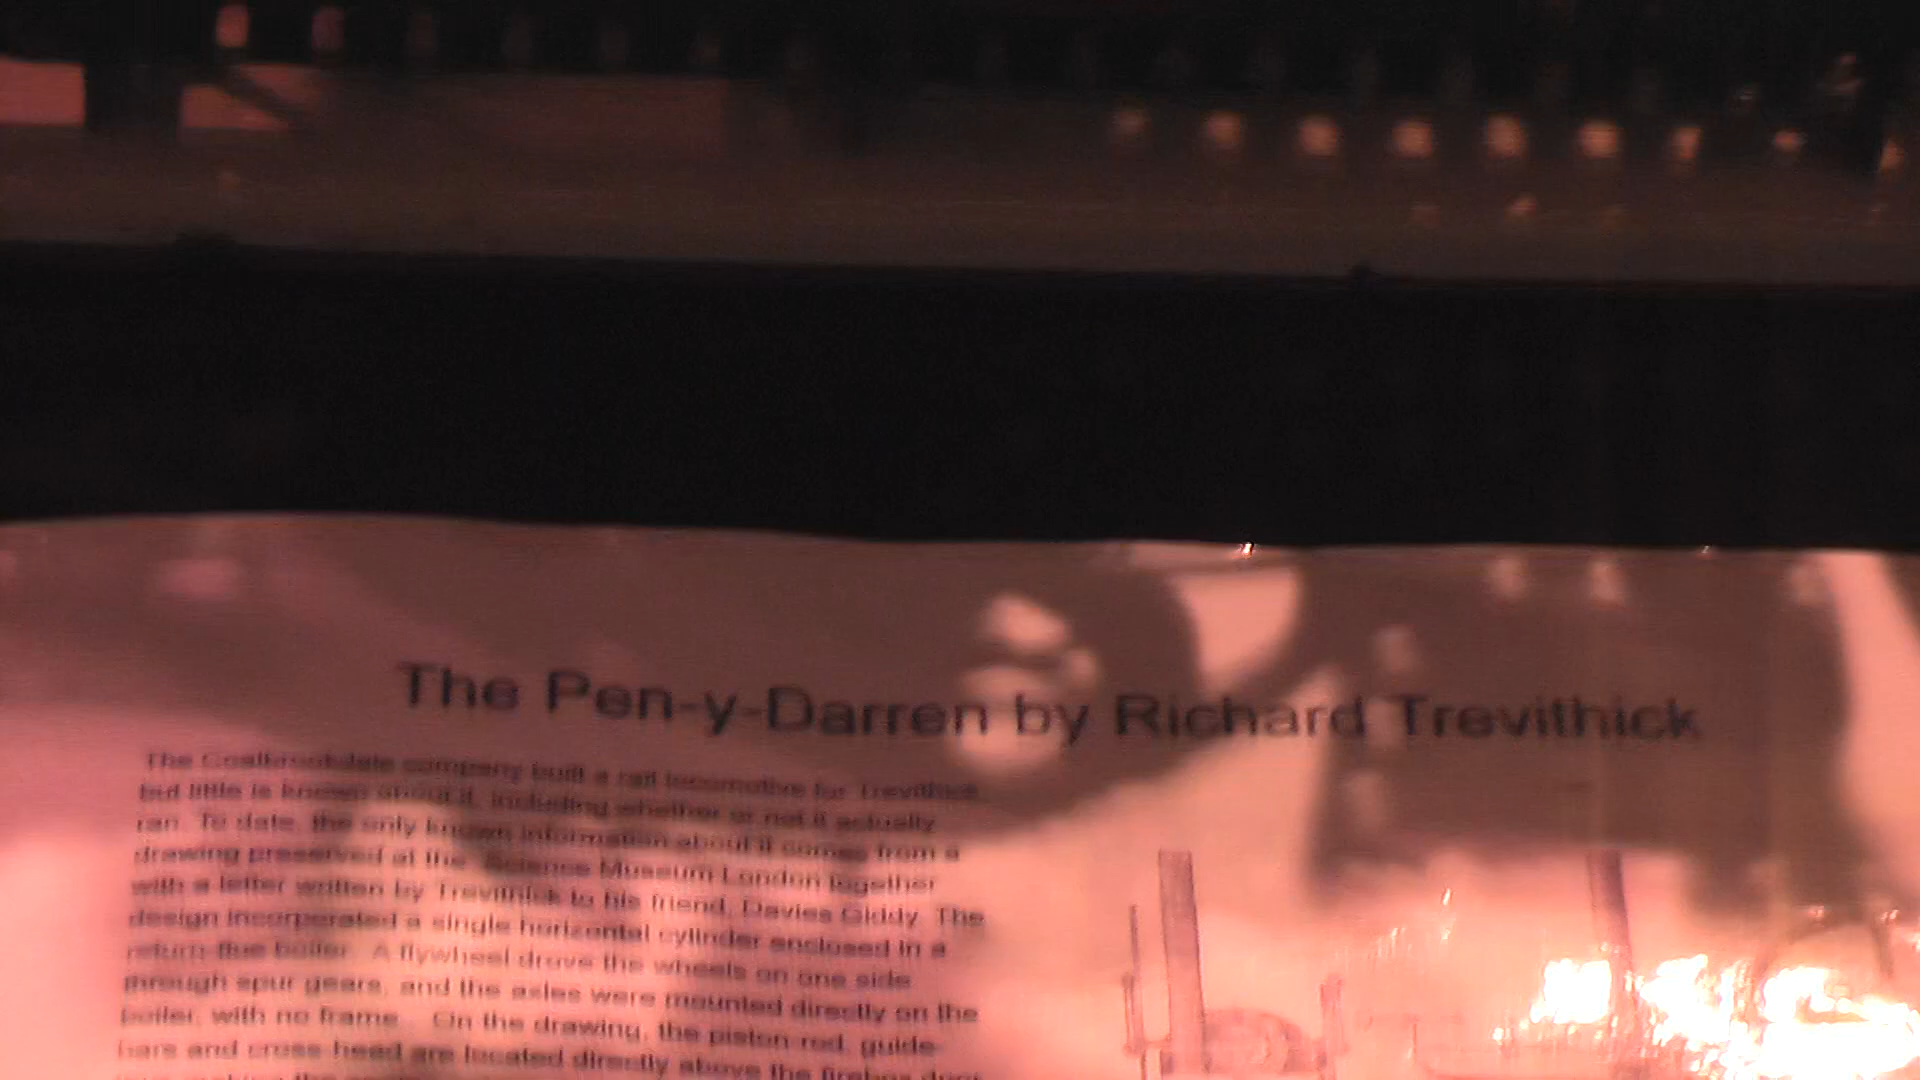 The Pen-y-Darren by Richard Trevithick
The Coalbrookdale company built a rail locomotive for Trevithick
but little is known about it, including whether or not it actually
ran. To date, the only known information about it comes from a
drawing preserved at the Science Museum London together
with a letter written by Trevithick to his friend, Davies Giddy. The
design incorporated a single horizontal cylinder enclosed in a
return-flue boiler. A flywheel drove the wheels on one side
through spur gears, and the axles were mounted directly on the
boiler, with no frame. On the drawing, the piston-rod, guide-
bars and cross-head are located directly above the firebox door